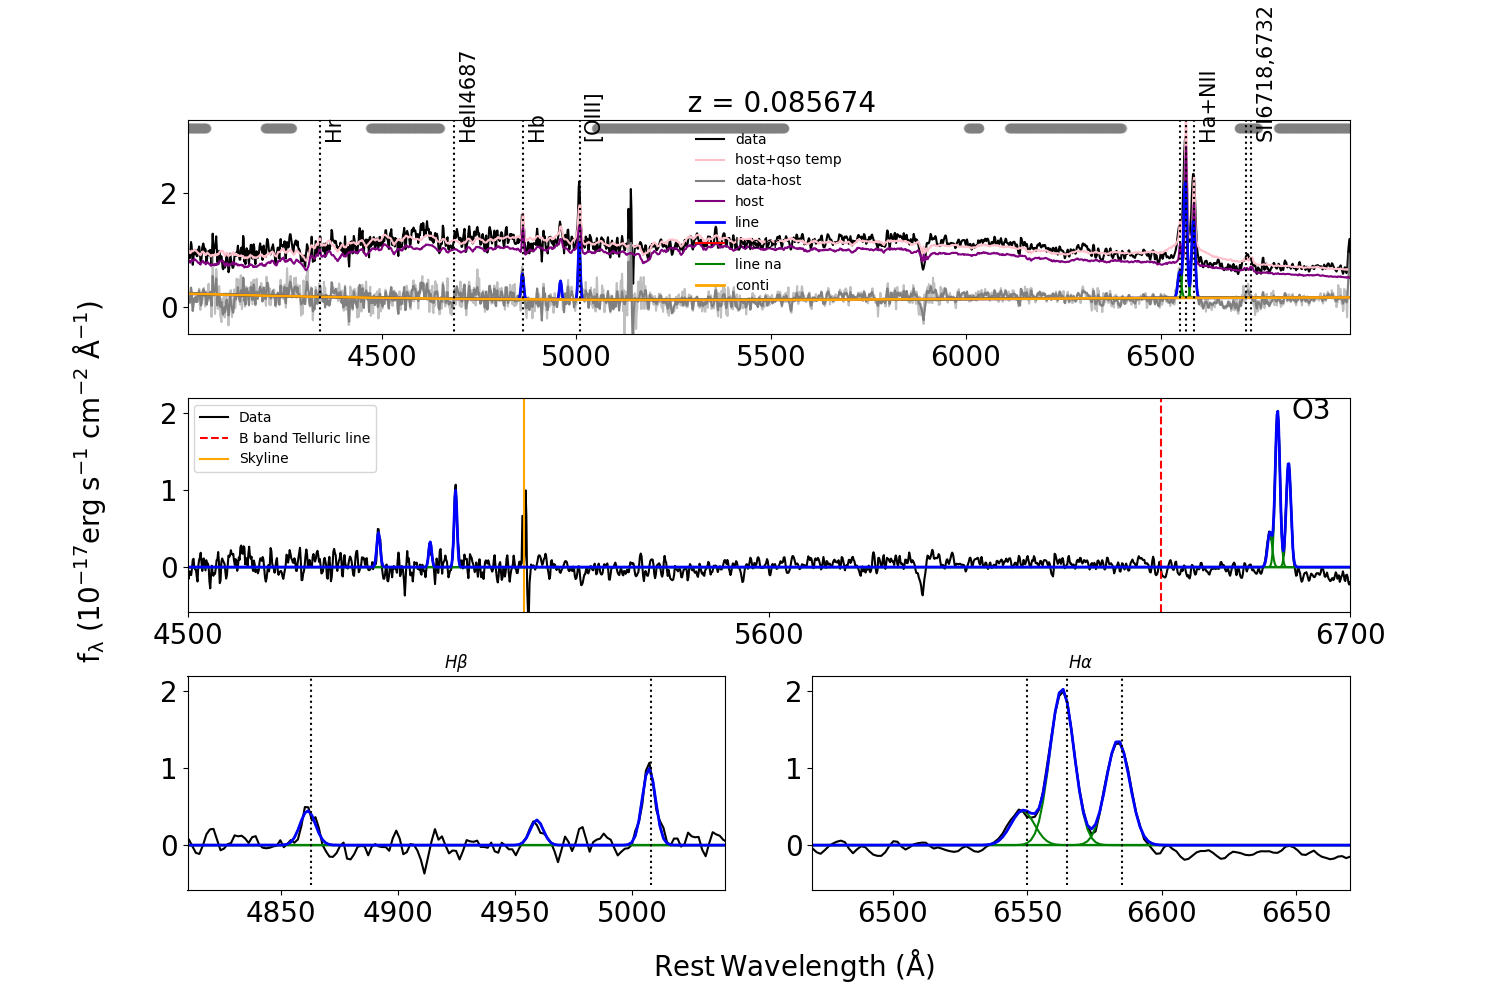 z = 0.085674
Hr
HeII4687
Hb
[OIII]
Ha+NII
SII6718,6732
data
host+qso temp
data-host
host
line
line na
conti
2
0
4500 5000 5500 6000 6500
Data
B band Telluric line
Skyline
O3
2
1
0
4500 5600 6700
fλ (10−17erg s−1 cm−2 Å−1)
Hβ
2
1
0
4850 4900 4950 5000
Hα
2
1
0
6500 6550 6600 6650
Rest Wavelength (Å)